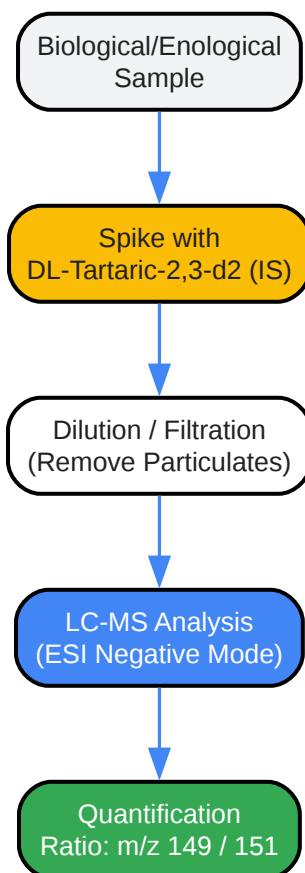 Biological/Enological
Sample
Spike with
DL-Tartaric-2,3-d2 (IS)
Dilution / Filtration
(Remove Particulates)
LC-MS Analysis
(ESI Negative Mode)
Quantification
Ratio: m/z 149 / 151